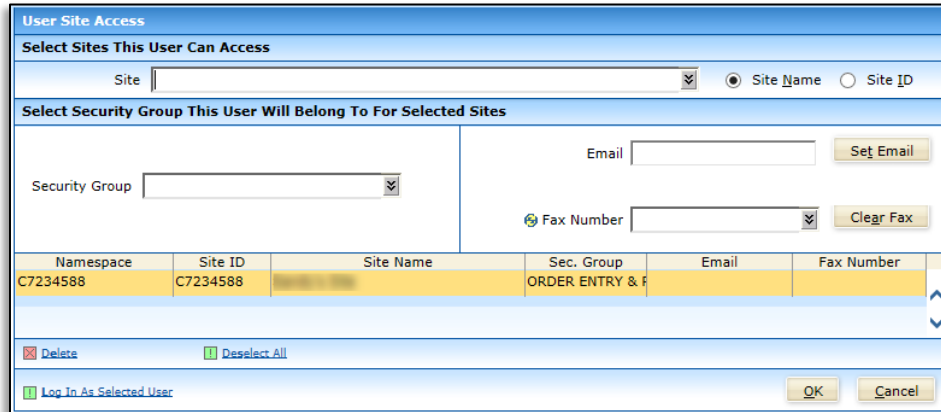 User Site Access
Select Sites This User Can Access
Site Site Name Site ID
Select Security Group This User Will Belong To For Selected Sites
Email Set Email
Security Group
Fax Number Clear Fax
Namespace Site ID Site Name Sec. Group Email Fax Number
C7234588 C7234588 ORDER ENTRY &
Delete Deselect All
Log In As Selected User OK Cancel